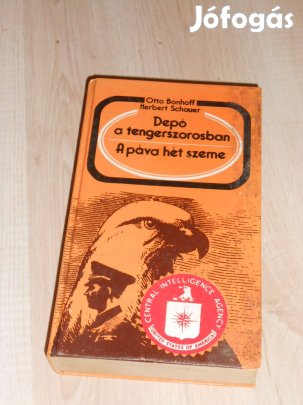 Jófogás
Otto Bonhoff
Herbert Schauer
Depó
a tengerszorosban
A páva hét szeme
CENTRAL INTELLIGENCE AGENCY
UNITED STATES OF AMERICA